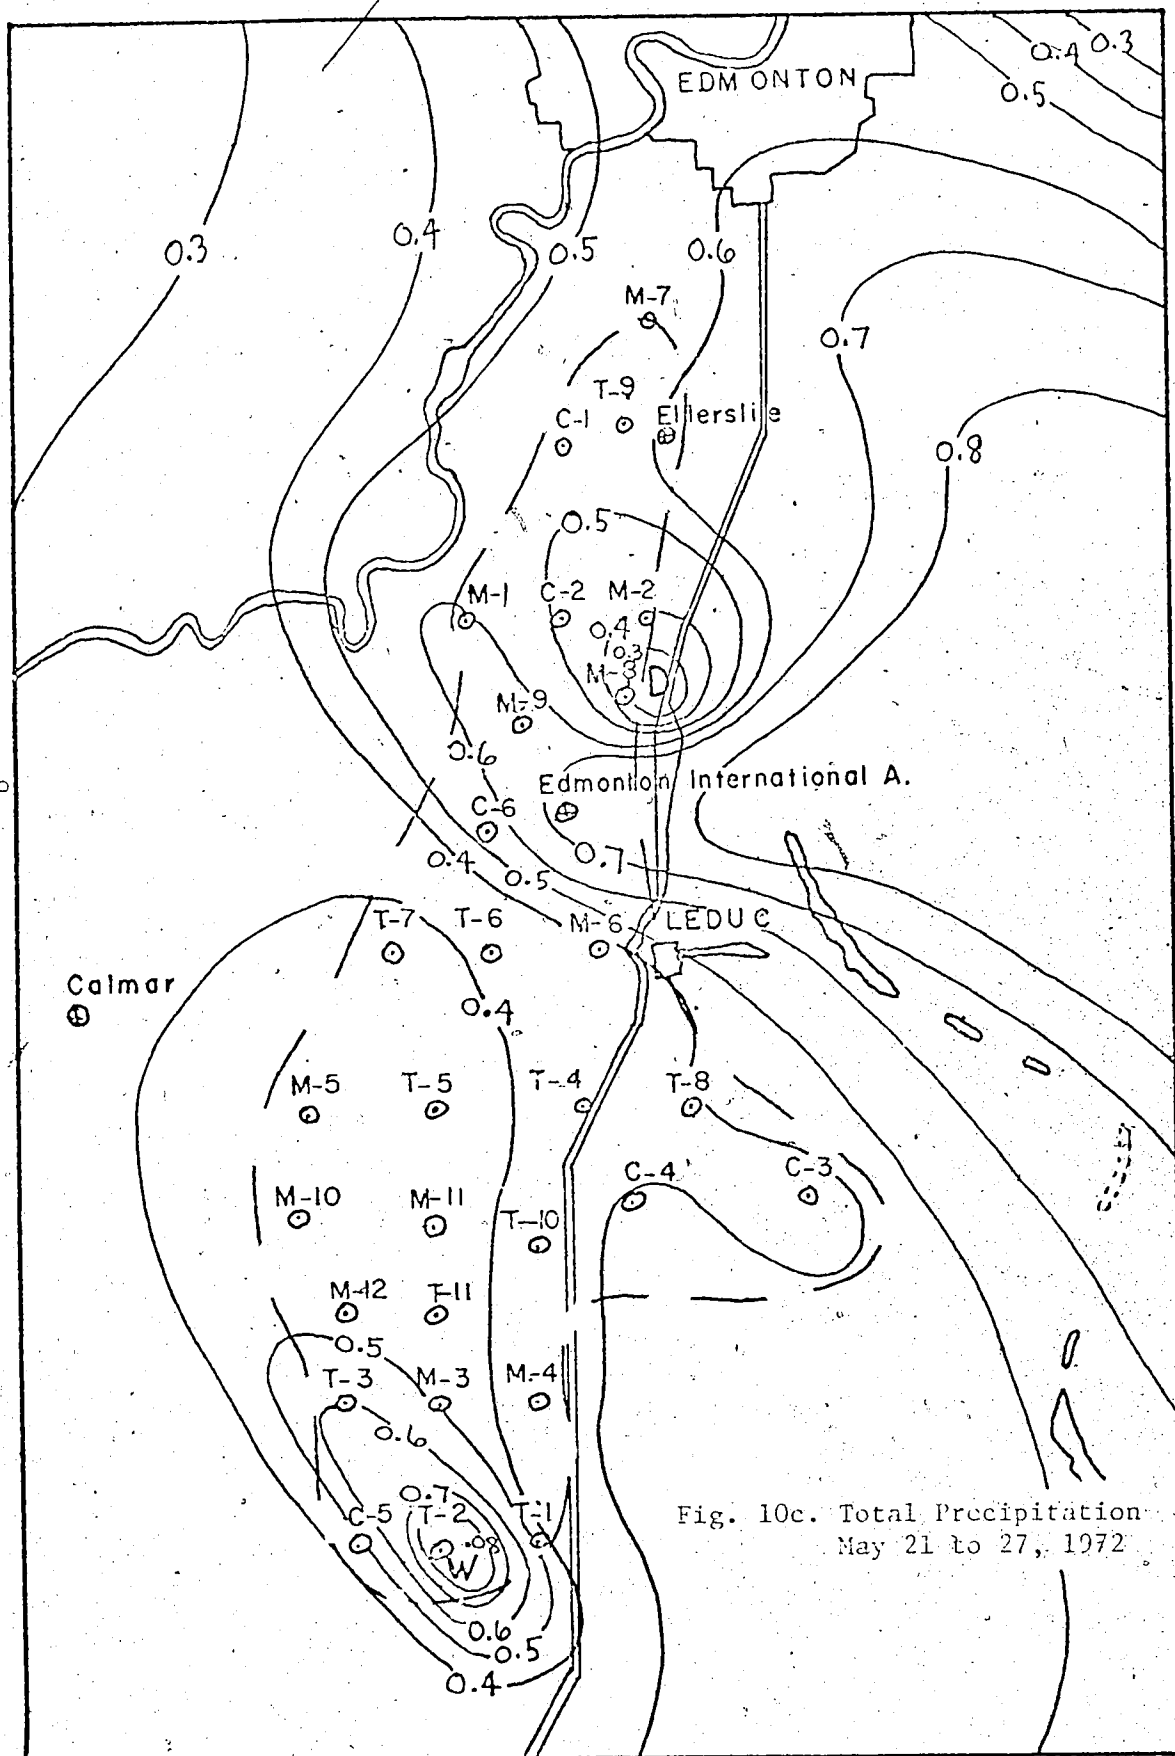 EDMONTON
0.4 0.3
0.5
0.3
0.4
0.5
0.6
M-7
0.7
T-9
C-1
Ellerslie
0.8
0.5
M-1
C-2
M-2
0.4
0.3
M-8
D
M-9
0.6
Edmonton International A.
C-6
0.4
0.5
0.7
T-7
T-6
M-6
LEDUC
Calmar
0.4
M-5
T-5
T-4
T-8
C-4
C-3
M-10
M-11
T-10
M-12
T-11
0.5
T-3
M-3
M-4
0.6
0.7
C-5
T-2
T-1
.08
W
Fig. 10c. Total Precipitation
May 21 to 27, 1972
0.6
0.5
0.4